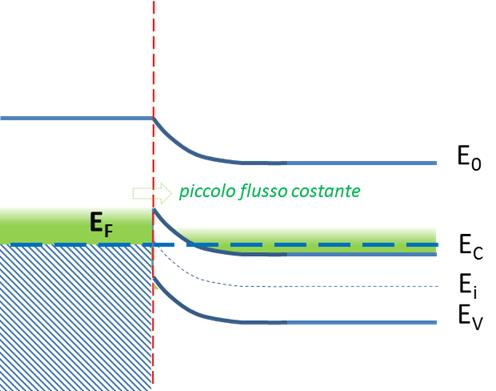 E0
piccolo flusso costante
EF
EC
Ei
EV